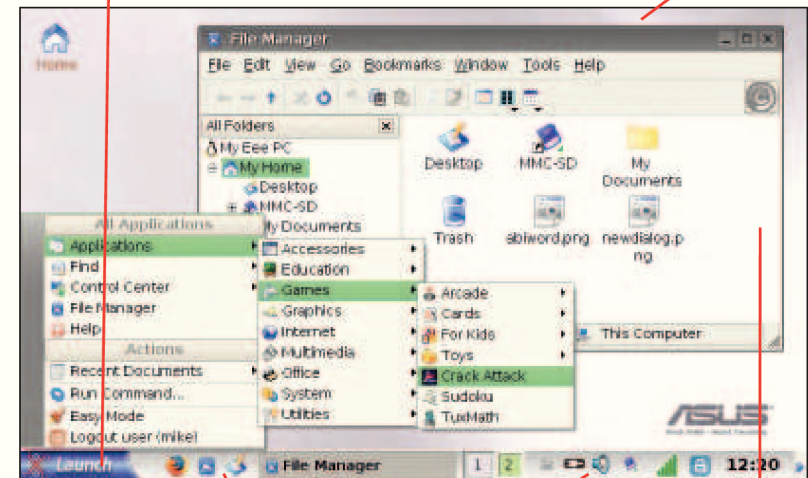 Home
File Manager
File Edit View Go Bookmarks Window Tools Help
All Folders
My Eee PC
My Home
Desktop
MMC-SD
My Documents
Desktop
MMC-SD
My Documents
Trash
abiword.png
newdialog.p
ng
This Computer
All Applications
Applications
Find
Control Center
File Manager
Help
Actions
Recent Documents
Run Command...
Easy Mode
Logout user (mike)
Accessories
Education
Games
Graphics
Internet
Multimedia
Office
System
Utilities
Arcade
Cards
For Kids
Toys
Crack Attack
Sudoku
TuxMath
ASUS
Launch
File Manager
1 2
12:20